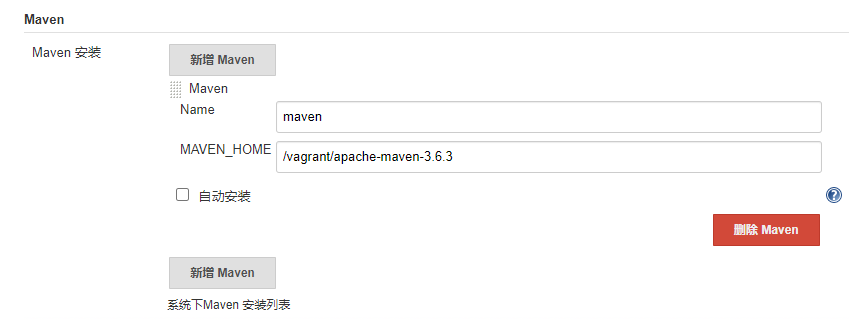 Maven
Maven 安装
新增 Maven
Maven
Name
maven
MAVEN_HOME
/vagrant/apache-maven-3.6.3
自动安装
?
删除 Maven
新增 Maven
系统下Maven 安装列表